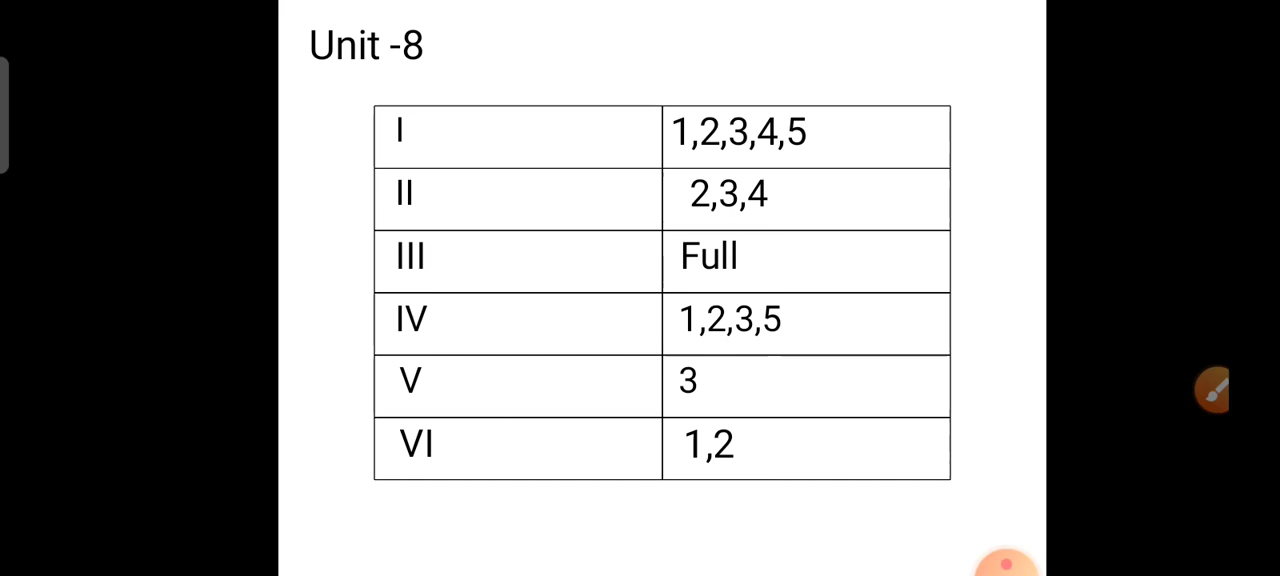 Unit -8
I 1,2,3,4,5
II 2,3,4
III Full
IV 1,2,3,5
V 3
VI 1,2